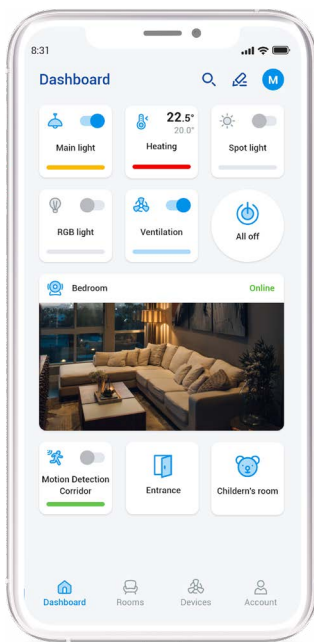 8:31
Dashboard
M
22.5°
20.0°
Main light
Heating
Spot light
RGB light
Ventilation
All off
Bedroom
Online
Motion Detection
Corridor
Entrance
Childern's room
Dashboard
Rooms
Devices
Account